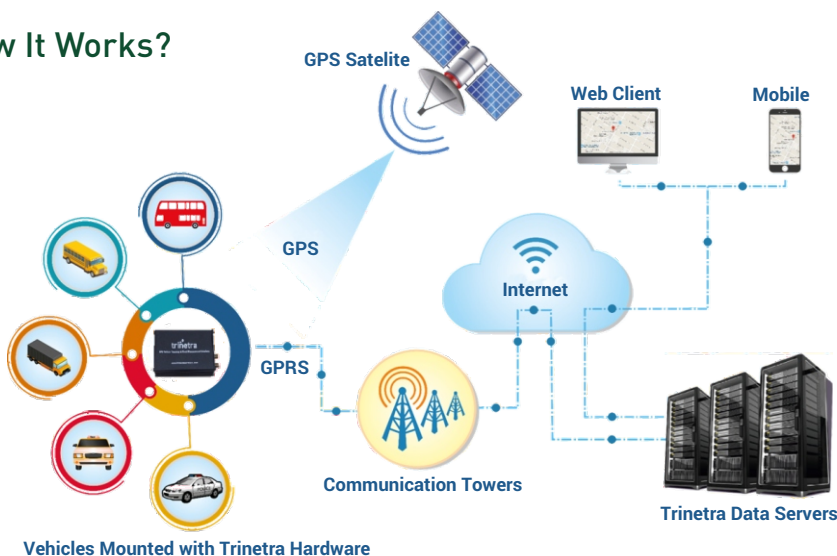 w It Works?
GPS Satelite
Web Client
Mobile
GPS
Internet
trinetra
GPRS
Communication Towers
Trinetra Data Servers
Vehicles Mounted with Trinetra Hardware